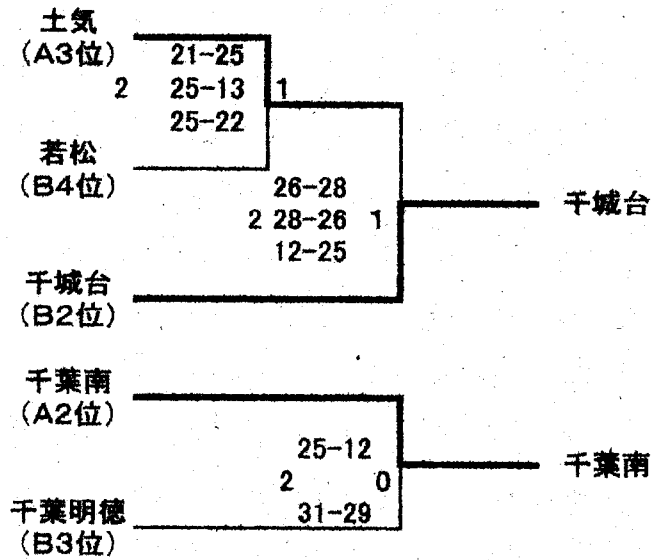 土気
(A3位)
21-25
2 25-13 1
25-22
若松
(B4位)
26-28
2 28-26 1
12-25
千城台
千城台
(B2位)
千葉南
(A2位)
25-12
2 0
31-29
千葉南
千葉明徳
(B3位)